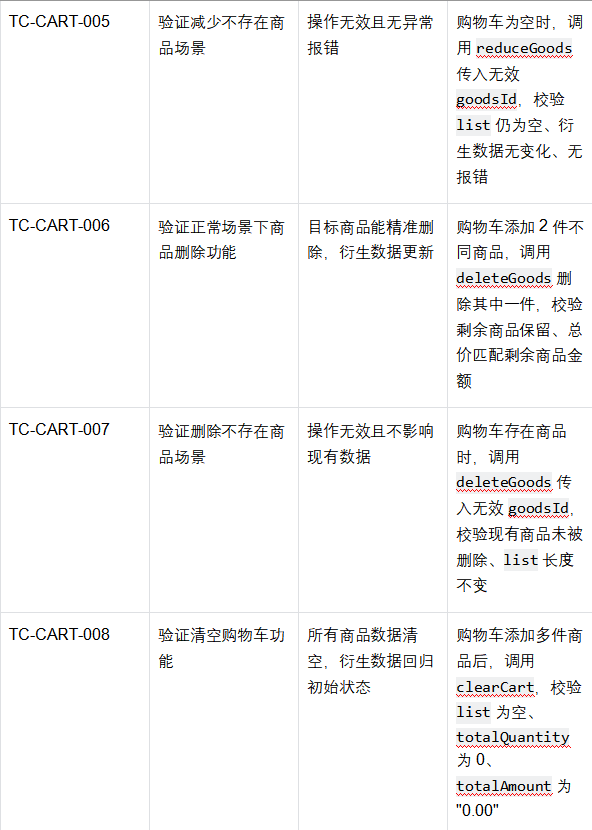 TC-CART-005
验证减少不存在商
品场景
操作无效且无异常
报错
购物车为空时，调
用 reduceGoods
传入无效
goodsId，校验
list 仍为空、衍
生数据无变化、无
报错
TC-CART-006
验证正常场景下商
品删除功能
目标商品能精准删
除，衍生数据更新
购物车添加 2 件不
同商品，调用
deleteGoods 删
除其中一件，校验
剩余商品保留、总
价匹配剩余商品金
额
TC-CART-007
验证删除不存在商
品场景
操作无效且不影响
现有数据
购物车存在商品
时，调用
deleteGoods 传
入无效 goodsId，
校验现有商品未被
删除、list 长度
不变
TC-CART-008
验证清空购物车功
能
所有商品数据清
空，衍生数据回归
初始状态
购物车添加多件商
品后，调用
clearCart，校验
list 为空、
totalQuantity
为 0、
totalAmount 为
"0.00"